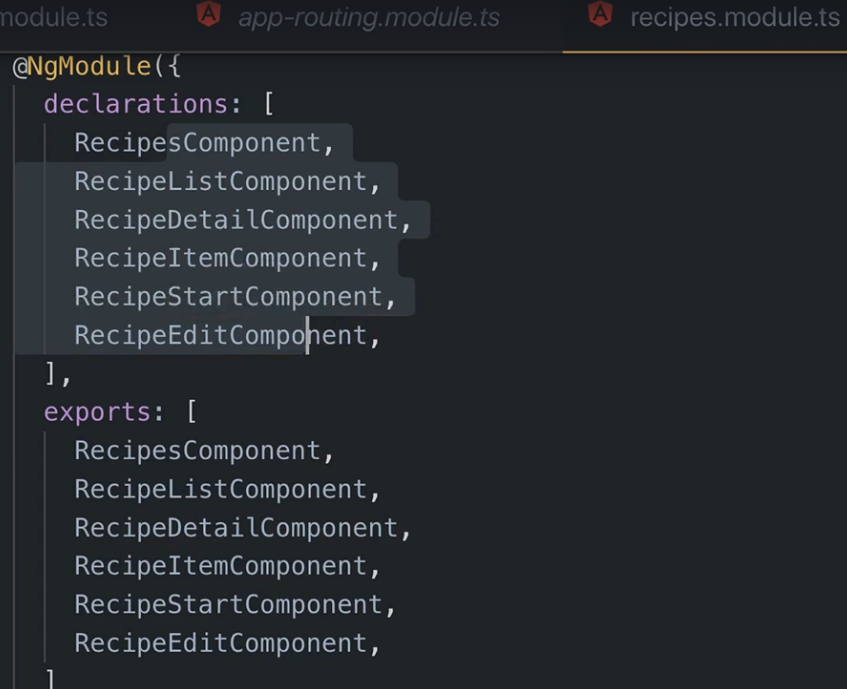 module.ts
app-routing.module.ts
recipes.module.ts
@NgModule({
declarations: [
RecipesComponent,
RecipeListComponent,
RecipeDetailComponent,
RecipeItemComponent,
RecipeStartComponent,
RecipeEditComponent,
],
exports: [
RecipesComponent,
RecipeListComponent,
RecipeDetailComponent,
RecipeItemComponent,
RecipeStartComponent,
RecipeEditComponent,
]